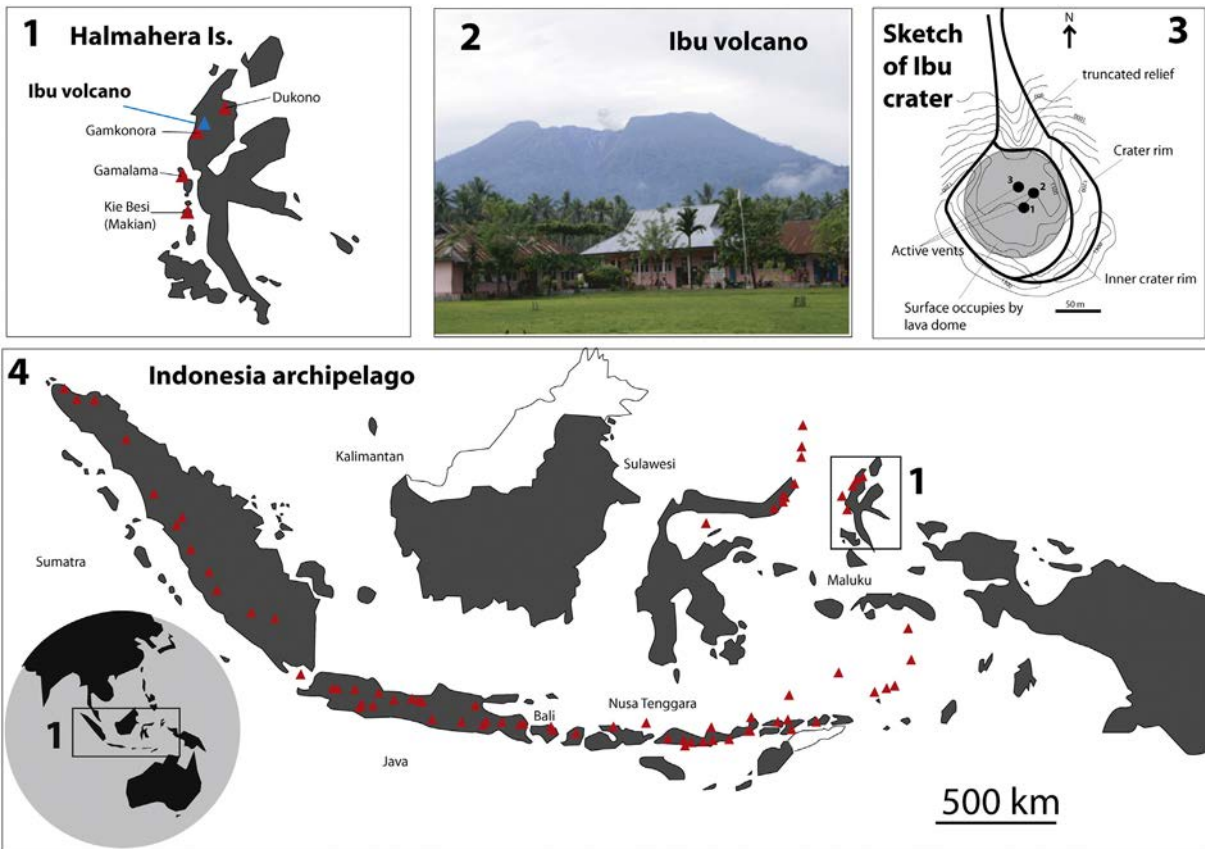 1 Halmahera Is.
Ibu volcano
Dukono
Gamkonora
Gamalama
Kie Besi
(Makian)
2 Ibu volcano
Sketch
of Ibu
crater
N
3
truncated relief
Crater rim
3
2
1
Active vents
Inner crater rim
Surface occupies by
lava dome
50 m
4 Indonesia archipelago
Kalimantan
Sulawesi
1
Sumatra
Maluku
Nusa Tenggara
Bali
Java
1
500 km